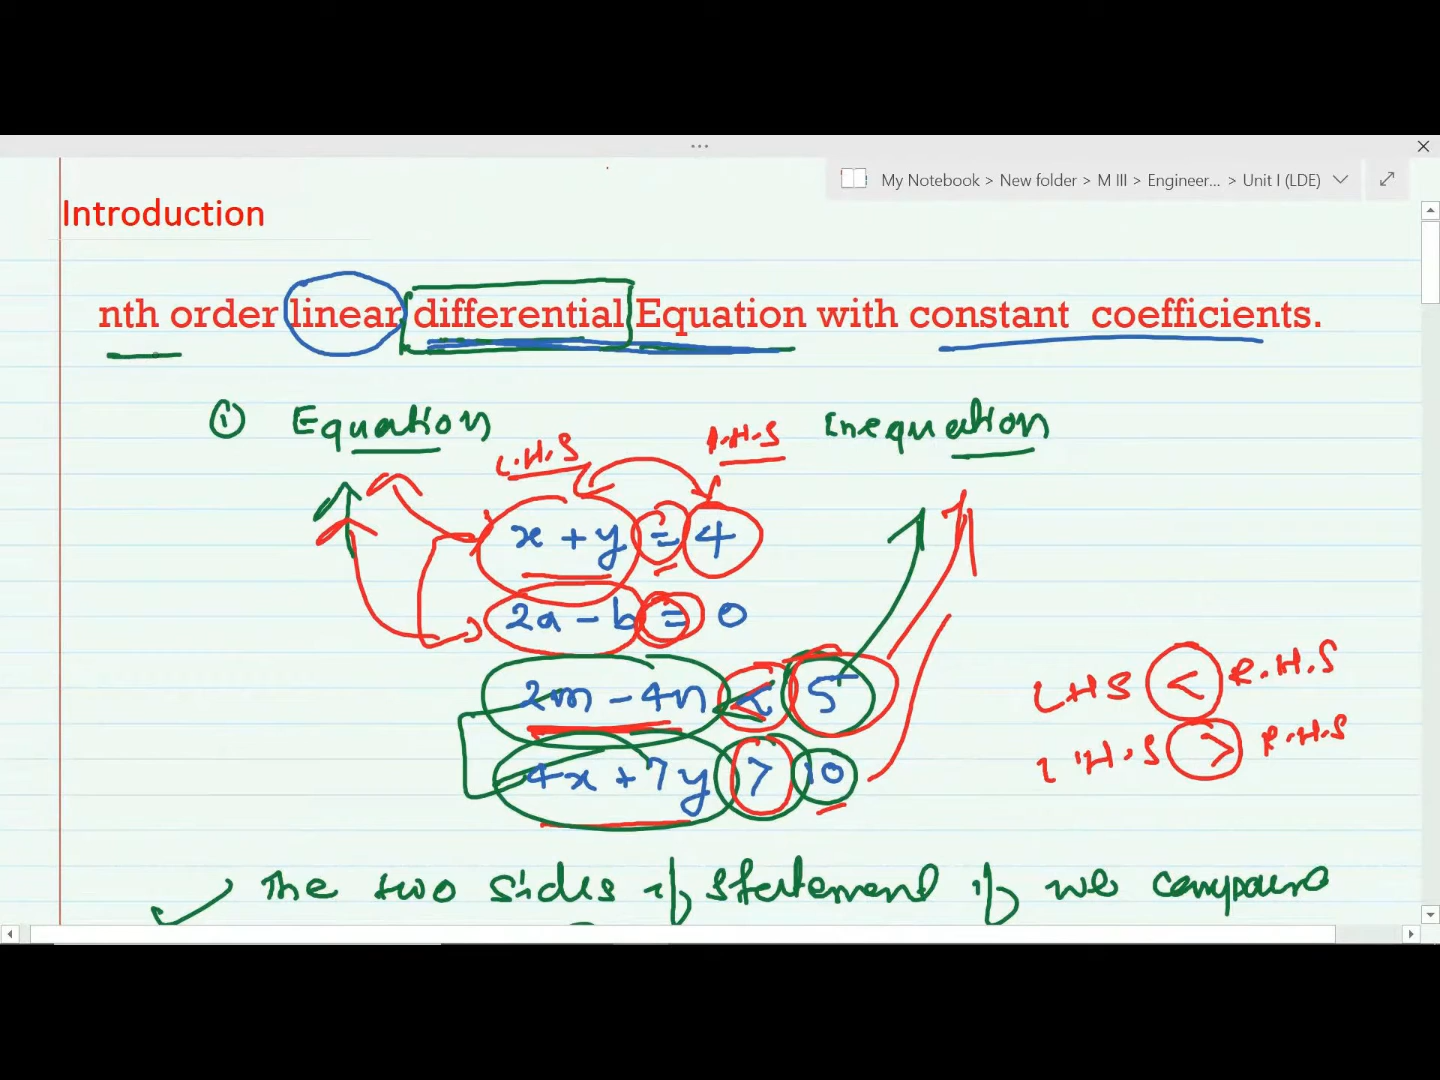 My Notebook > New folder > M III > Engineer... > Unit I (LDE)
Introduction
nth order linear differential Equation with constant coefficients.
① Equation Inequation
L.H.S R.H.S
x + y = 4
2a - b = 0
2m - 4n < 5
LHS < R.H.S
4x + 7y > 10
L.H.S > R.H.S
The two sides of statement if we compare